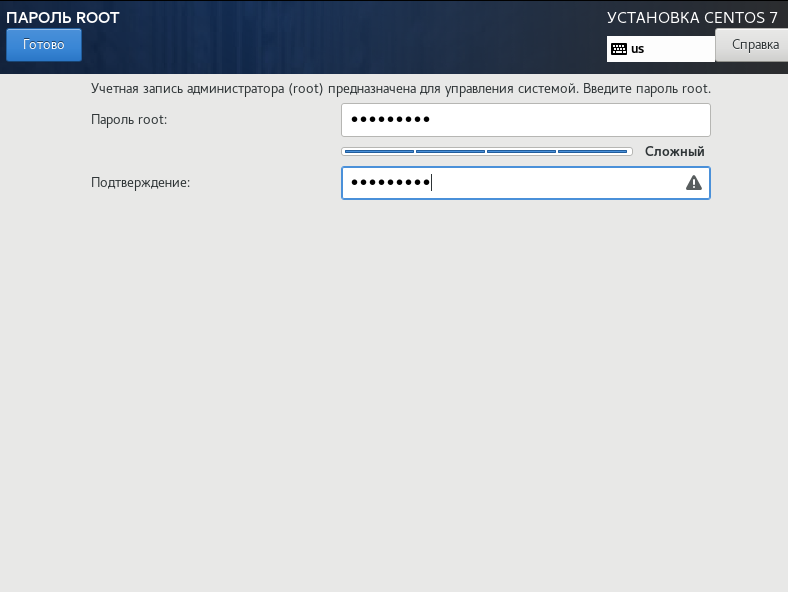 ПАРОЛЬ ROOT
УСТАНОВКА CENTOS 7
Готово
us
Справка
Учетная запись администратора (root) предназначена для управления системой. Введите пароль root.
Пароль root:
●●●●●●●●●
Сложный
Подтверждение:
●●●●●●●●●